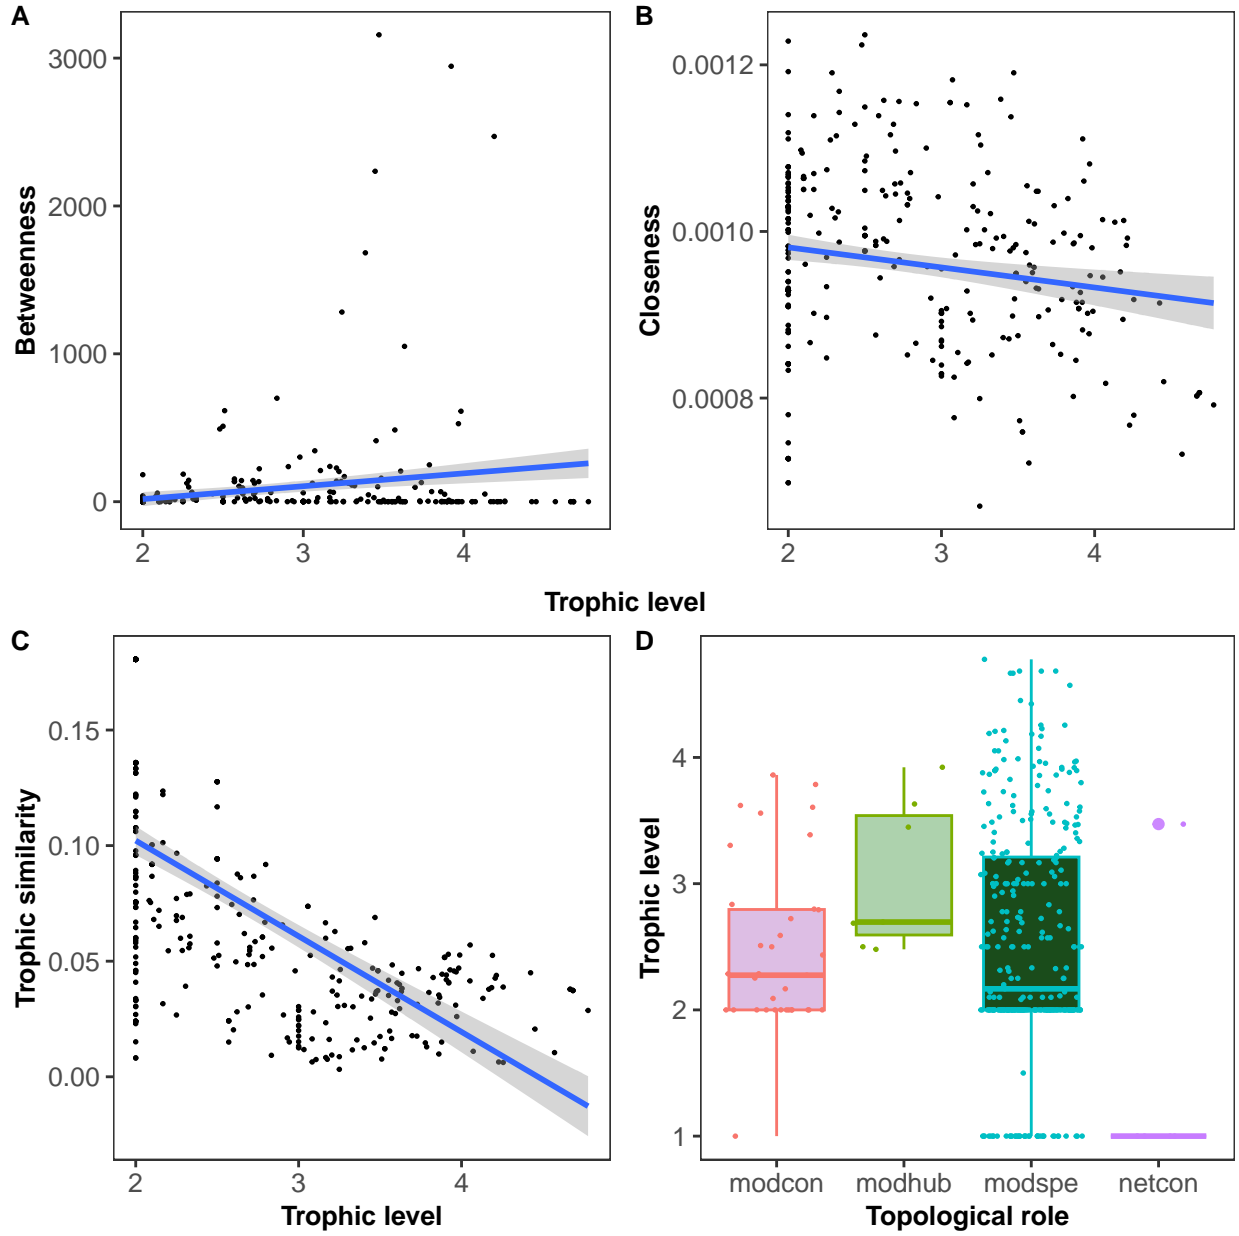 A
3000
2000
1000
0
Betweenness
2
3
4
B
0.0012
0.0010
0.0008
Closeness
2
3
4
Trophic level
C
0.15
0.10
0.05
0.00
Trophic similarity
2
3
4
Trophic level
D
4
3
2
1
Trophic level
modcon
modhub
modspe
netcon
Topological role